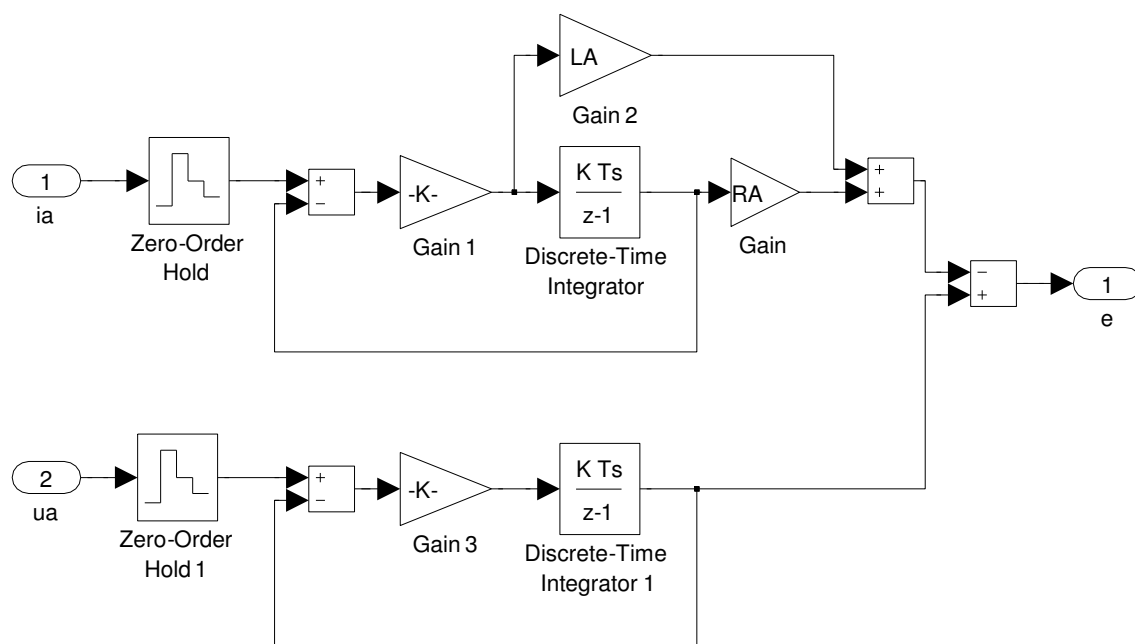 LA
Gain 2
1
ia
Zero-Order
Hold
+
−
-K-
Gain 1
K Ts
z-1
Discrete-Time
Integrator
RA
Gain
+
+
−
+
1
e
2
ua
Zero-Order
Hold 1
+
−
-K-
Gain 3
K Ts
z-1
Discrete-Time
Integrator 1